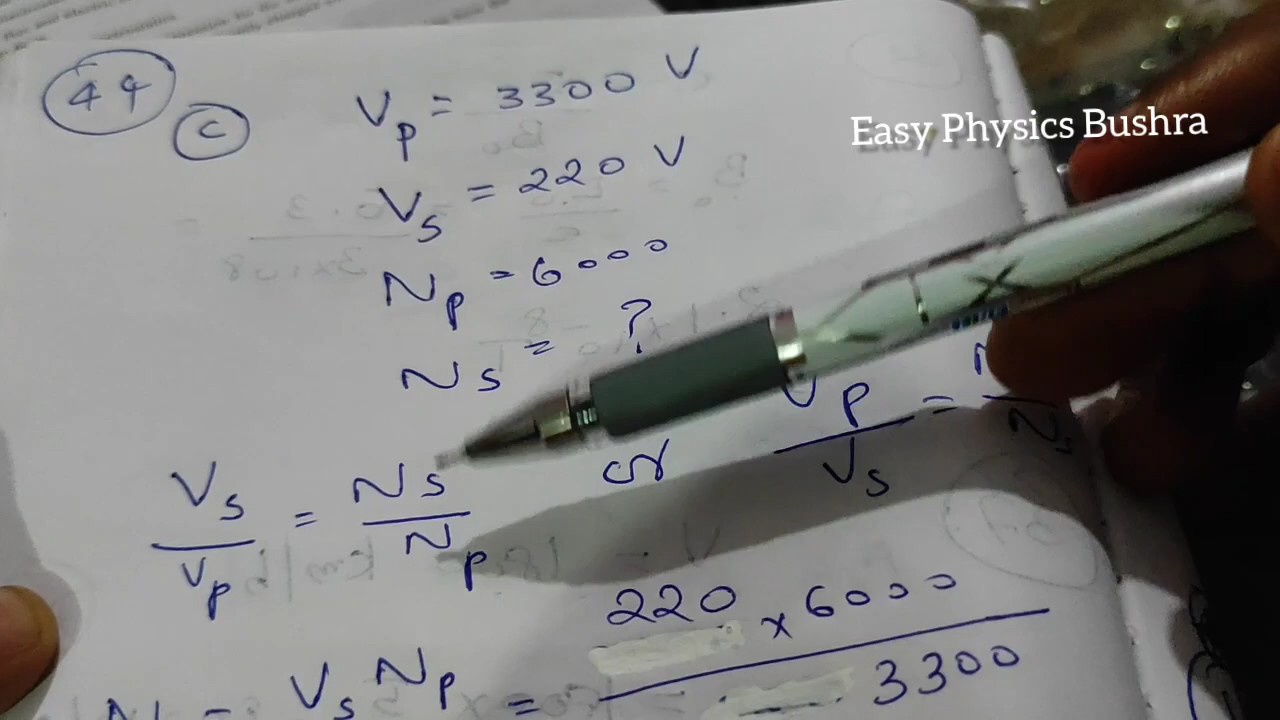 44
c
Vp = 3300 V
Vs = 220 V
Np = 6000
Ns = ?
Vs/Vp = Ns/Np or Vp/Vs =
Vs Np = 220 x 6000 / 3300
Easy Physics Bushra